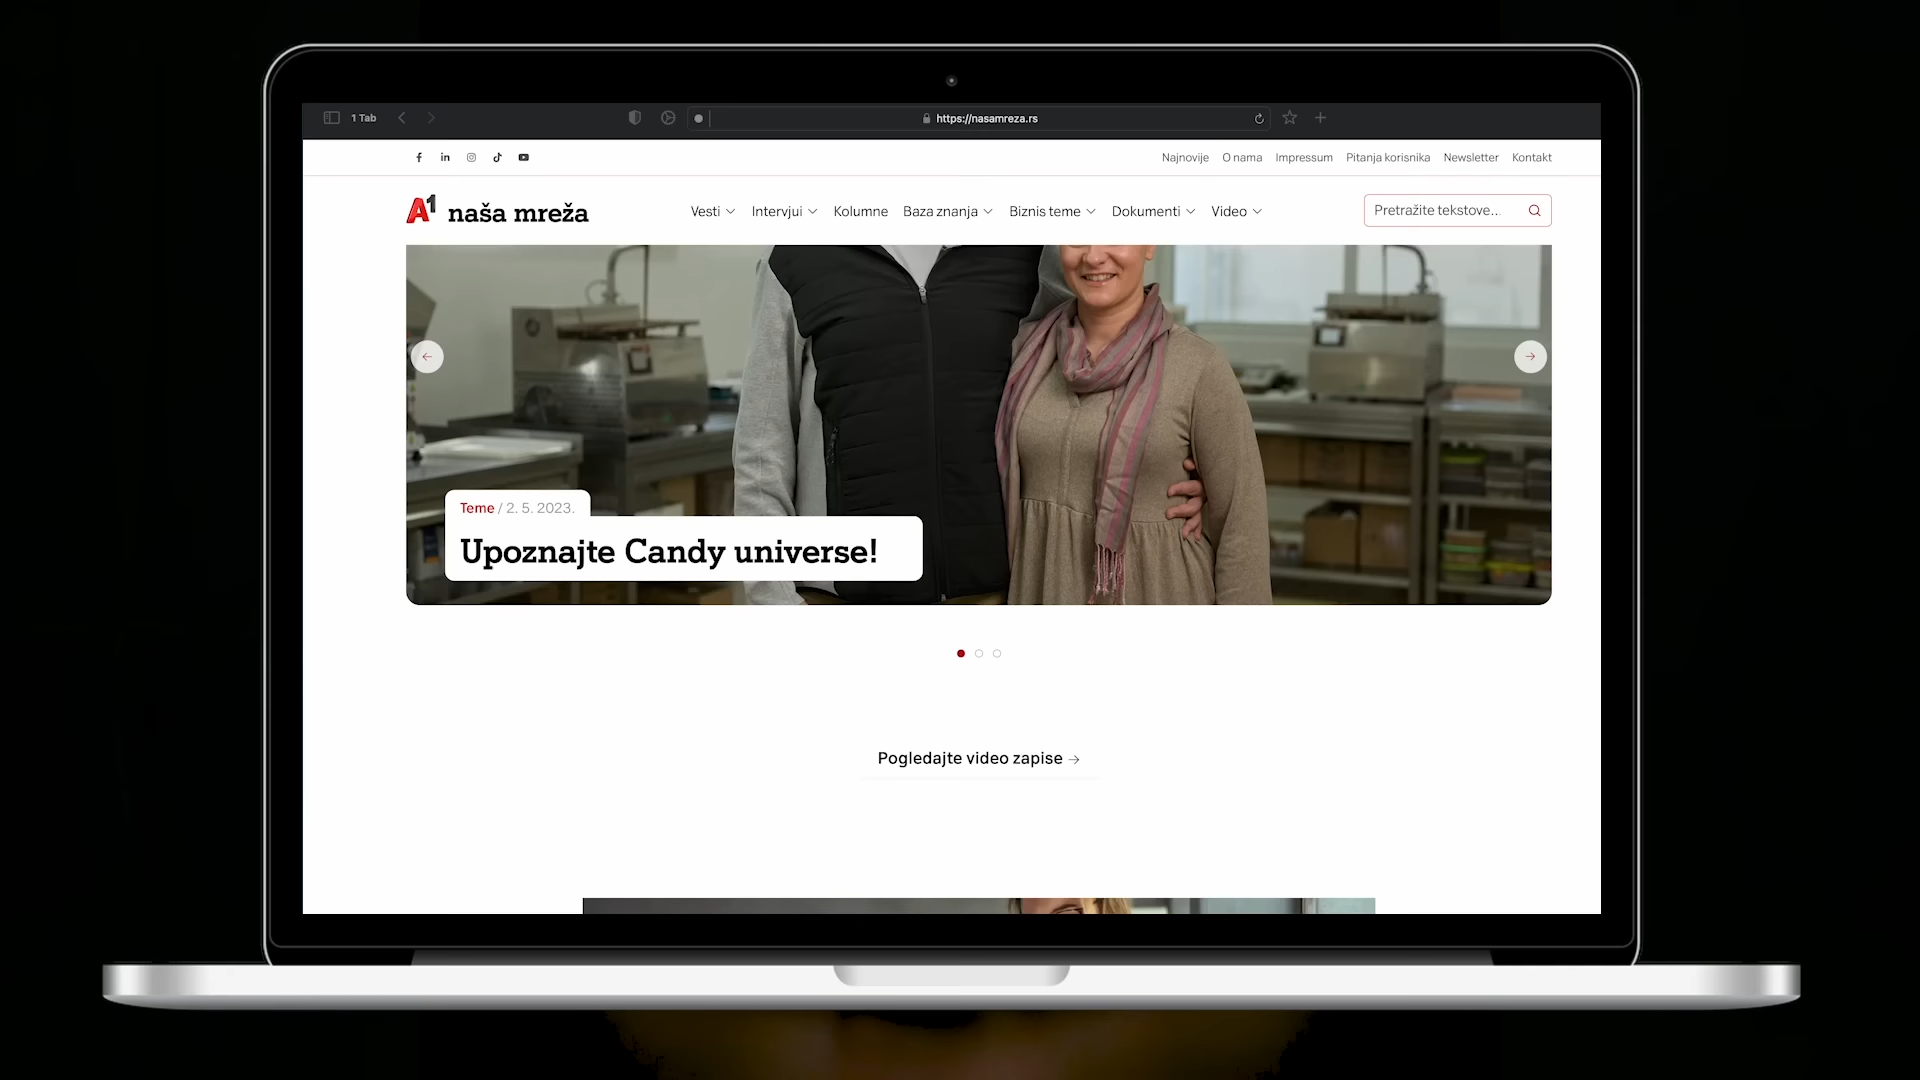 1 Tab
https://nasamreza.rs
Najnovije O nama Impressum Pitanja korisnika Newsletter Kontakt
A1 naša mreža
Vesti Intervjui Kolumne Baza znanja Biznis teme Dokumenti Video
Pretražite tekstove...
Teme / 2. 5. 2023.
Upoznajte Candy universe!
Pogledajte video zapise →